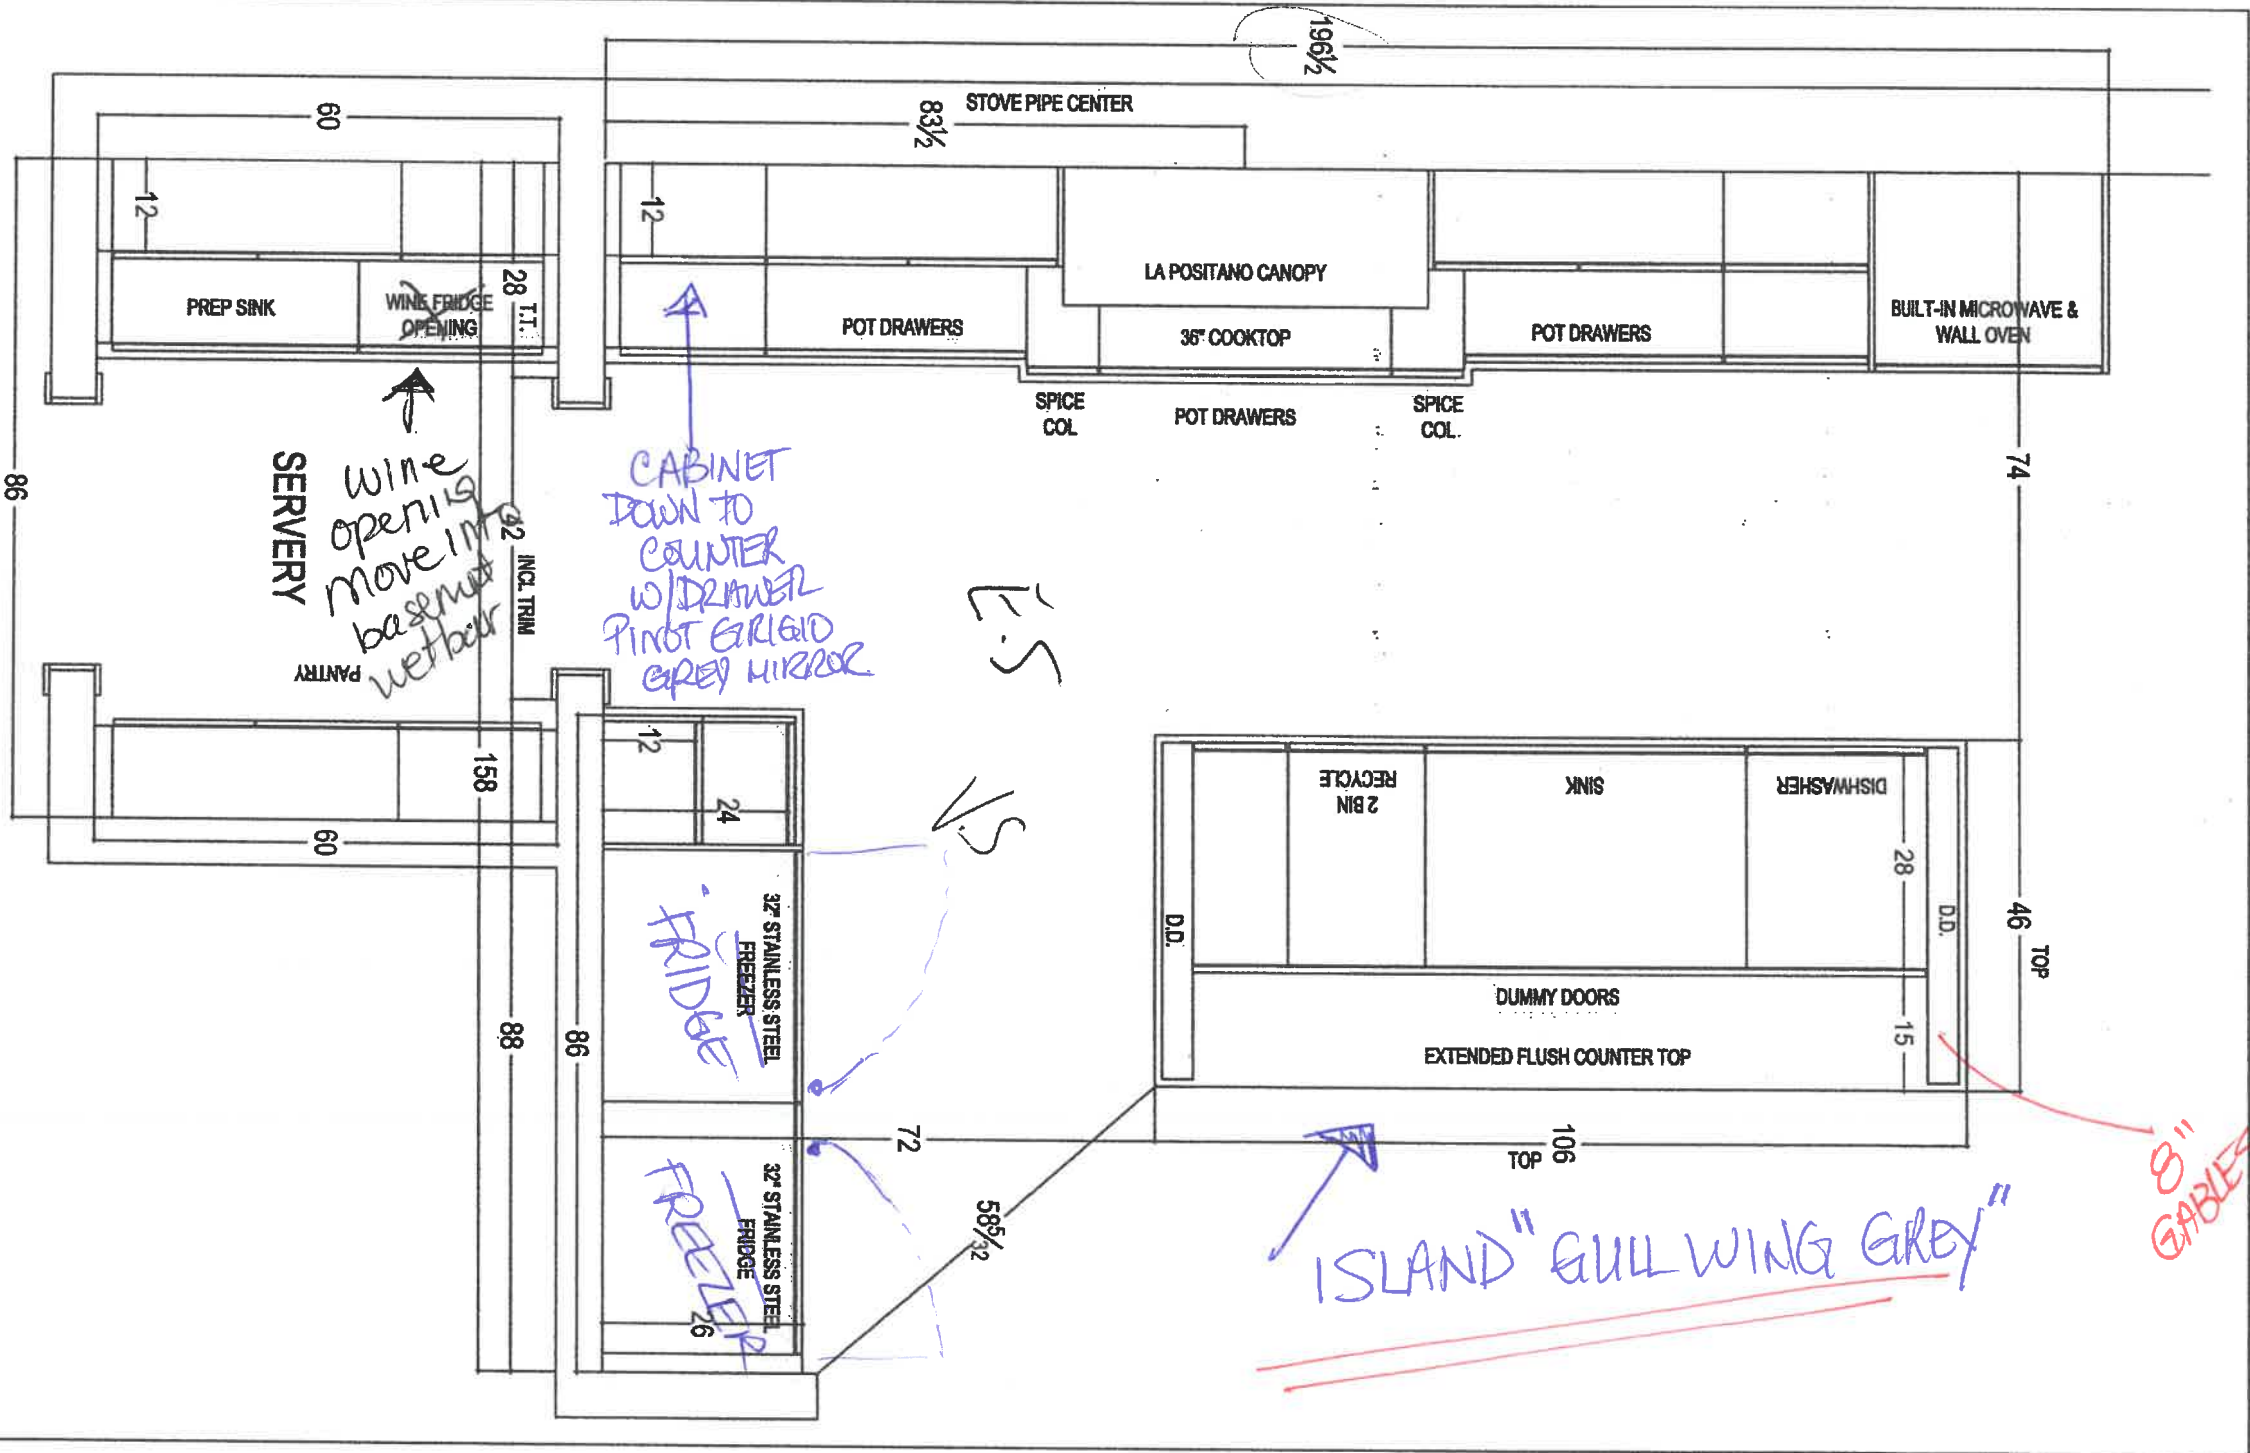 196½
STOVE PIPE CENTER
83½
60
12
12
28 T.T.
PREP SINK
WINE FRIDGE
OPENING
POT DRAWERS
LA POSITANO CANOPY
36" COOKTOP
POT DRAWERS
BUILT-IN MICROWAVE &
WALL OVEN
SPICE
COL
POT DRAWERS
SPICE
COL.
74
86
SERVERY
wine
opening
move into
basemnt
wetbar
42 INCL. TRIM
PANTRY
CABINET
DOWN TO
COUNTER
W/DRAWER
PINOT GRIGIO
GREY MIRROR
158
60
12
24
VS
2 BIN
RECYCLE
SINK
DISHWASHER
28
D.D.
D.D.
46 TOP
DUMMY DOORS
15
EXTENDED FLUSH COUNTER TOP
32" STAINLESS STEEL
FREEZER
FRIDGE
88
86
72
106
TOP
32" STAINLESS STEEL
FRIDGE
FREEZER
26
58 5/32
8"
GABLES
ISLAND "GULL WING GREY"